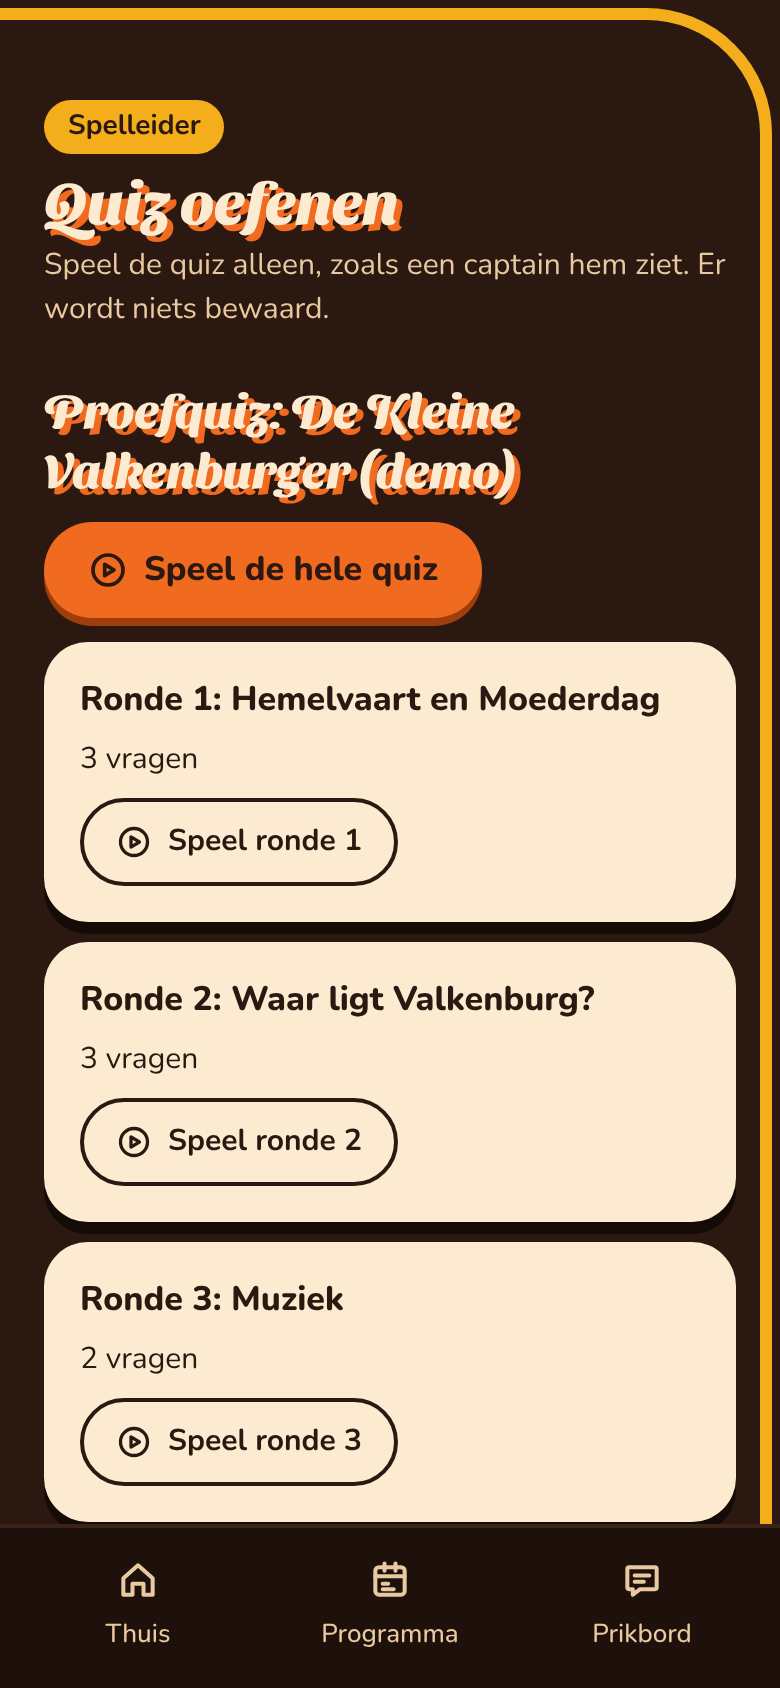 Spelleider
Quiz oefenen
Speel de quiz alleen, zoals een captain hem ziet. Er
wordt niets bewaard.
Proefquiz: De Kleine
Valkenburger (demo)
Speel de hele quiz
Ronde 1: Hemelvaart en Moederdag
3 vragen
Speel ronde 1
Ronde 2: Waar ligt Valkenburg?
3 vragen
Speel ronde 2
Ronde 3: Muziek
2 vragen
Speel ronde 3
Thuis
Programma
Prikbord